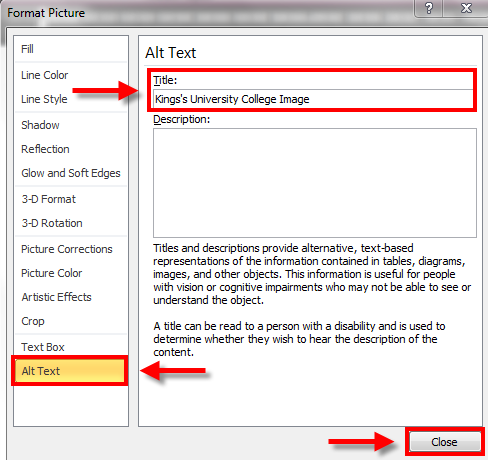 Format Picture
?
X
Fill
Line Color
Line Style
Shadow
Reflection
Glow and Soft Edges
3-D Format
3-D Rotation
Picture Corrections
Picture Color
Artistic Effects
Crop
Text Box
Alt Text
Alt Text
Title:
Kings's University College Image
Description:
Titles and descriptions provide alternative, text-based
representations of the information contained in tables, diagrams,
images, and other objects. This information is useful for people
with vision or cognitive impairments who may not be able to see or
understand the object.
A title can be read to a person with a disability and is used to
determine whether they wish to hear the description of the
content.
Close